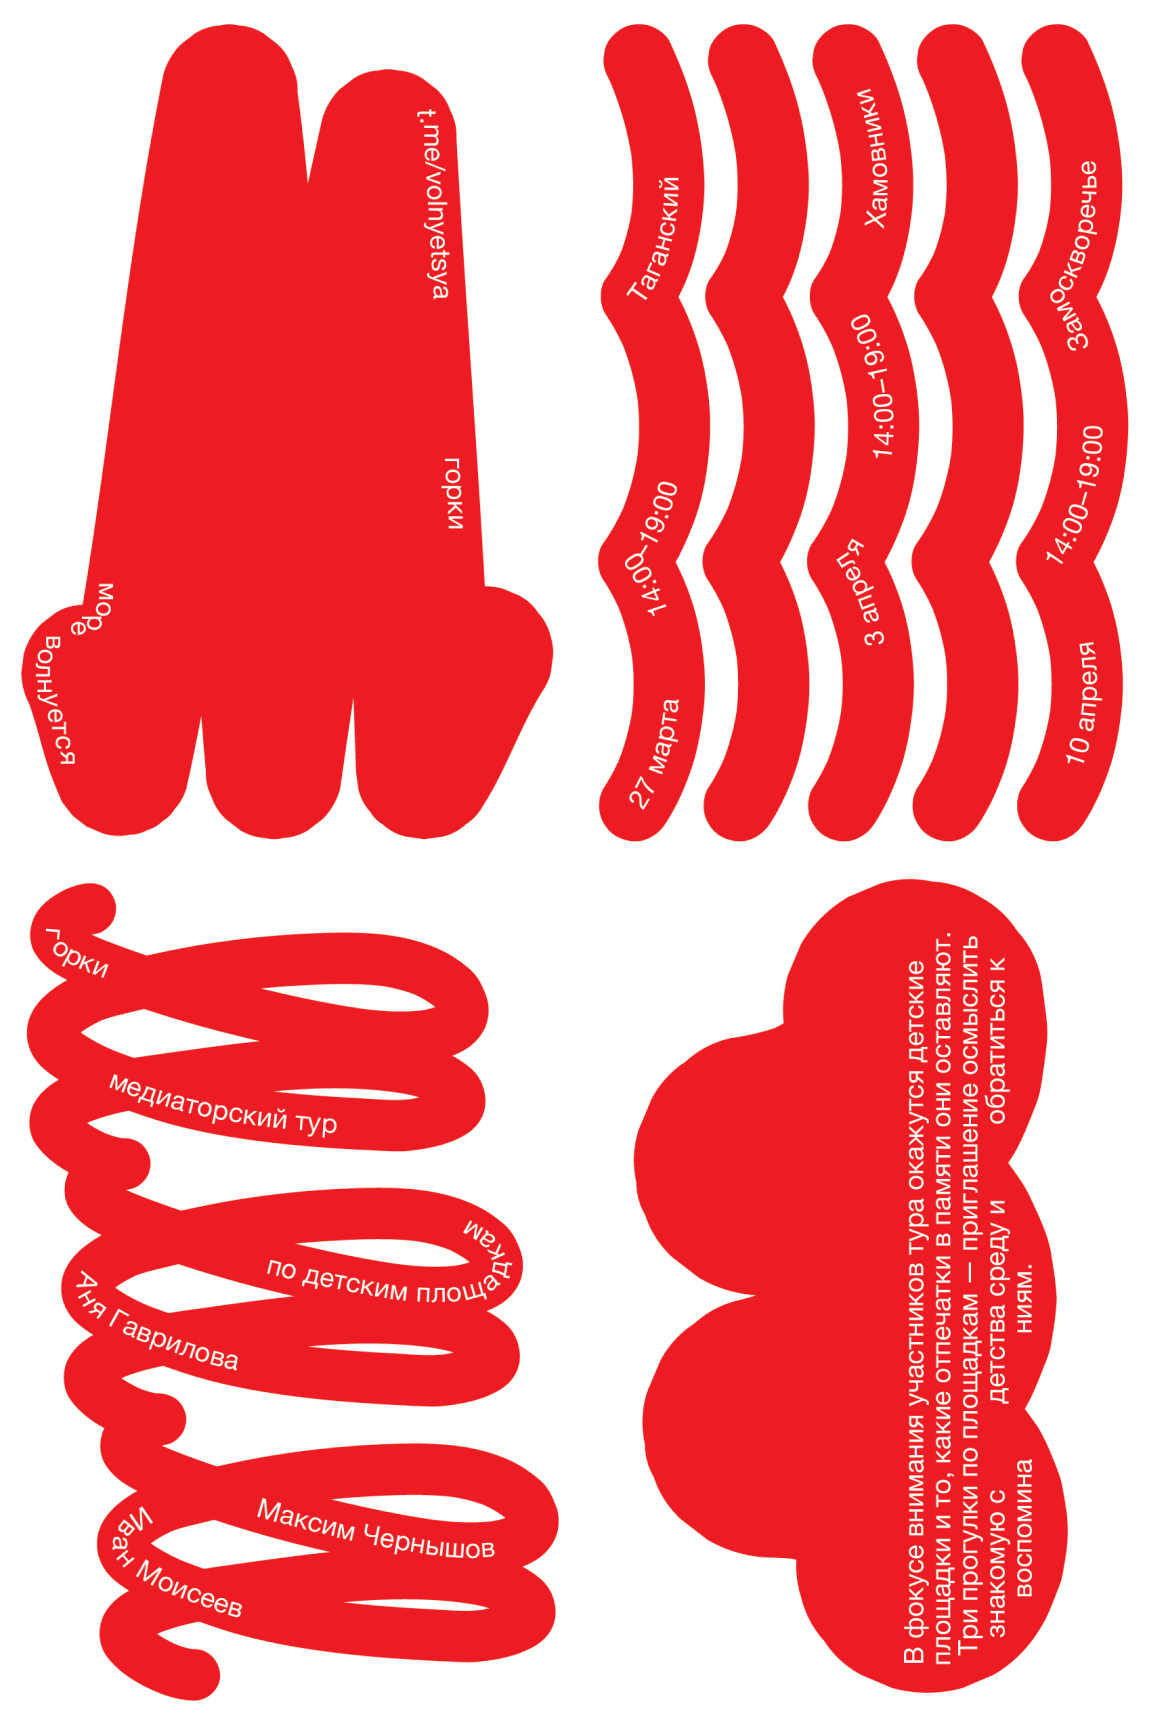 t.me/volnyetsya
горки
море
Волнуется
Таганский
14:00–19:00
27 марта
Хамовники
14:00–19:00
3 апреля
Замоскворечье
14:00–19:00
10 апреля
горки
медиаторский тур
по детским площадкам
Аня Гаврилова
Максим Чернышов
Иван Моисеев
В фокусе внимания участников тура окажутся детские
площадки и то, какие отпечатки в памяти они оставляют.
Три прогулки по площадкам — приглашение осмыслить
знакомую с детства среду и обратиться к
воспомина ниям.